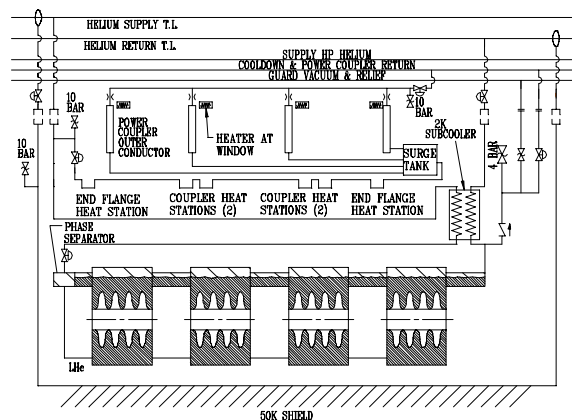 HELIUM SUPPLY T.L.
HELIUM RETURN T.L.
SUPPLY HP HELIUM
COOLDOWN & POWER COUPLER RETURN
GUARD VACUUM & RELIEF
10
BAR
10
BAR
POWER
COUPLER
OUTER
CONDUCTOR
HEATER AT
WINDOW
10
BAR
2K
SUBCOOLER
SURGE
TANK
4 BAR
END FLANGE
HEAT STATION
COUPLER HEAT
STATIONS (2)
COUPLER HEAT
STATIONS (2)
END FLANGE
HEAT STATION
PHASE
SEPARATOR
LHe
50K SHIELD